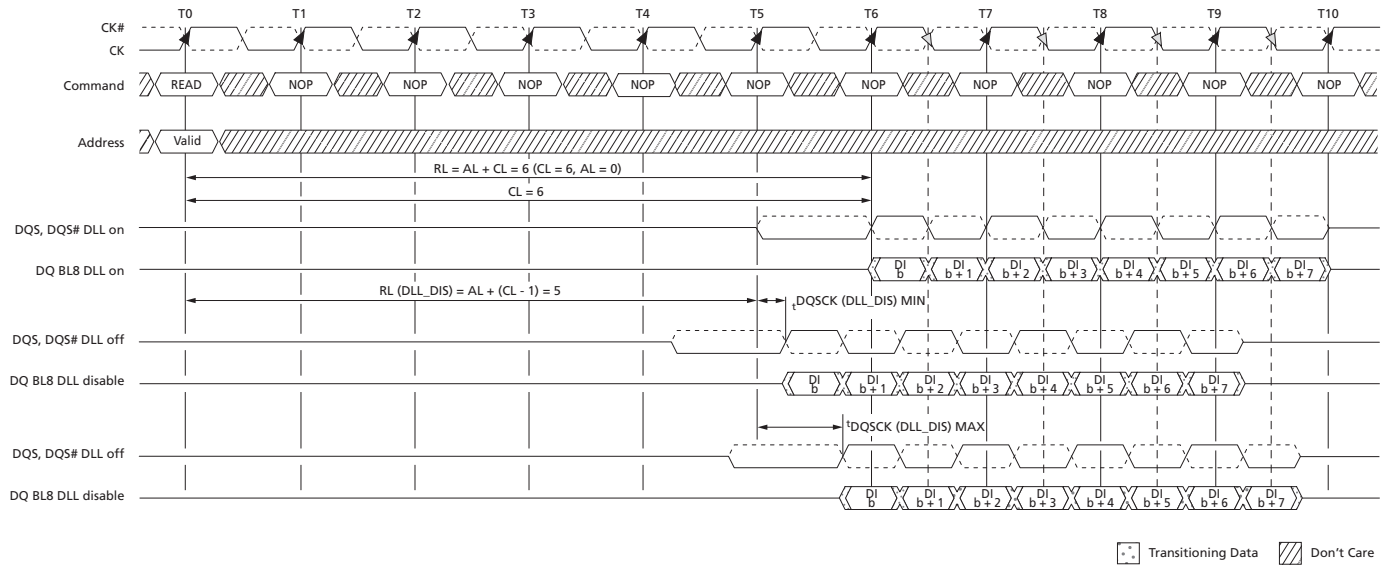 T0 T1 T2 T3 T4 T5 T6 T7 T8 T9 T10
CK#
CK
Command READ NOP NOP NOP NOP NOP NOP NOP NOP NOP NOP
Address Valid
RL = AL + CL = 6 (CL = 6, AL = 0)
CL = 6
DQS, DQS# DLL on
DQ BL8 DLL on DI b DI b + 1 DI b + 2 DI b + 3 DI b + 4 DI b + 5 DI b + 6 DI b + 7
RL (DLL_DIS) = AL + (CL - 1) = 5
tDQSCK (DLL_DIS) MIN
DQS, DQS# DLL off
DQ BL8 DLL disable DI b DI b + 1 DI b + 2 DI b + 3 DI b + 4 DI b + 5 DI b + 6 DI b + 7
tDQSCK (DLL_DIS) MAX
DQS, DQS# DLL off
DQ BL8 DLL disable DI b DI b + 1 DI b + 2 DI b + 3 DI b + 4 DI b + 5 DI b + 6 DI b + 7
Transitioning Data Don't Care